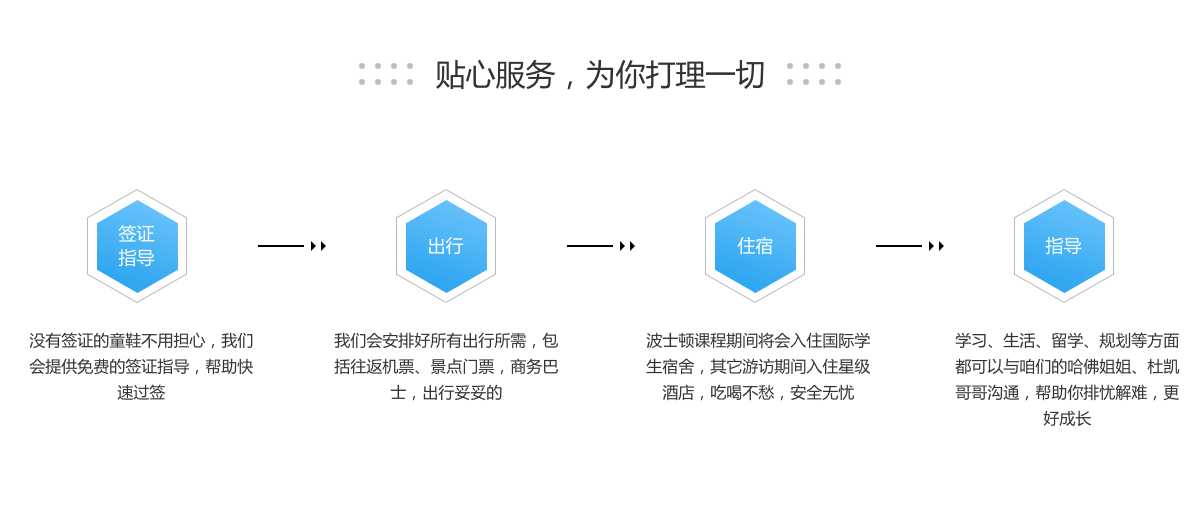 贴心服务，为你打理一切
签证
指导
出行
住宿
指导
没有签证的童鞋不用担心，我们
会提供免费的签证指导，帮助快
速过签
我们会安排好所有出行所需，包
括往返机票、景点门票，商务巴
士，出行妥妥的
波士顿课程期间将会入住国际学
生宿舍，其它游访期间入住星级
酒店，吃喝不愁，安全无忧
学习、生活、留学、规划等方面
都可以与咱们的哈佛姐姐、杜凯
哥哥沟通，帮助你排忧解难，更
好成长